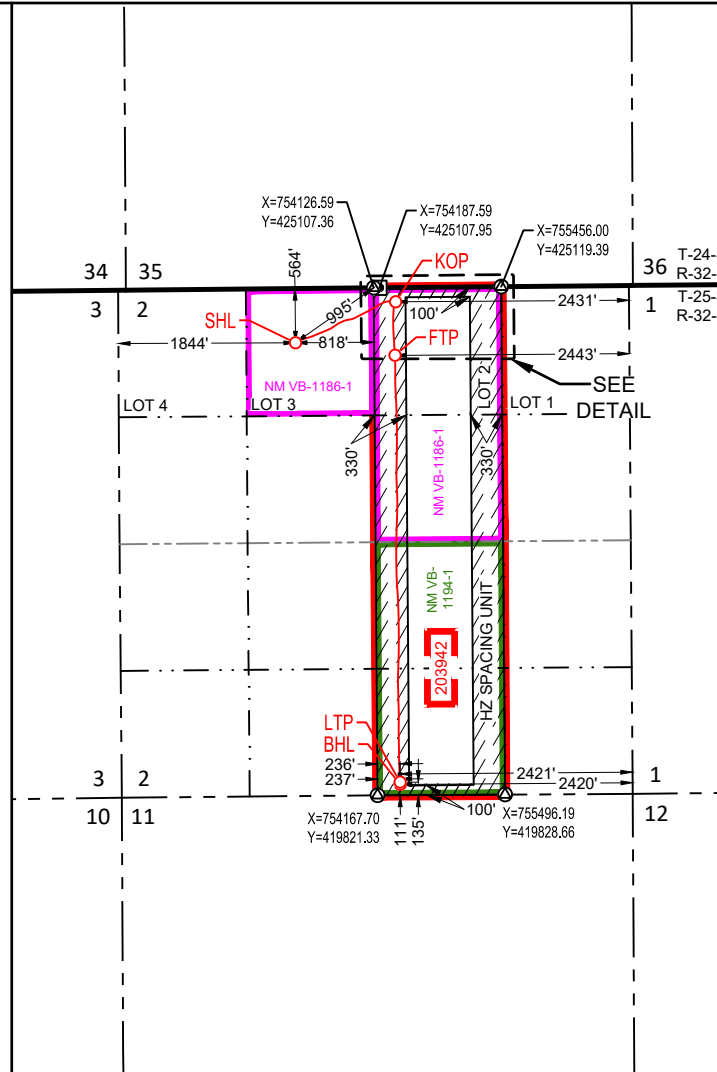 X=754126.59
Y=425107.36
X=754187.59
Y=425107.95
X=755456.00
Y=425119.39
34 35
36 T-24-
R-32-
3 2
1 T-25-
R-32-
564'
KOP
995'
100'
2431'
SHL
1844'
818'
FTP
2443'
NM VB-1186-1
LOT 2
SEE
DETAIL
LOT 4
LOT 3
LOT 1
330'
330'
NM VB-1186-1
NM VB-
1194-1
HZ SPACING UNIT
203942
LTP
BHL
236'
237'
2421'
2420'
3 2
1
10 11
12
X=754167.70
Y=419821.33
111'
135'
100'
X=755496.19
Y=419828.66